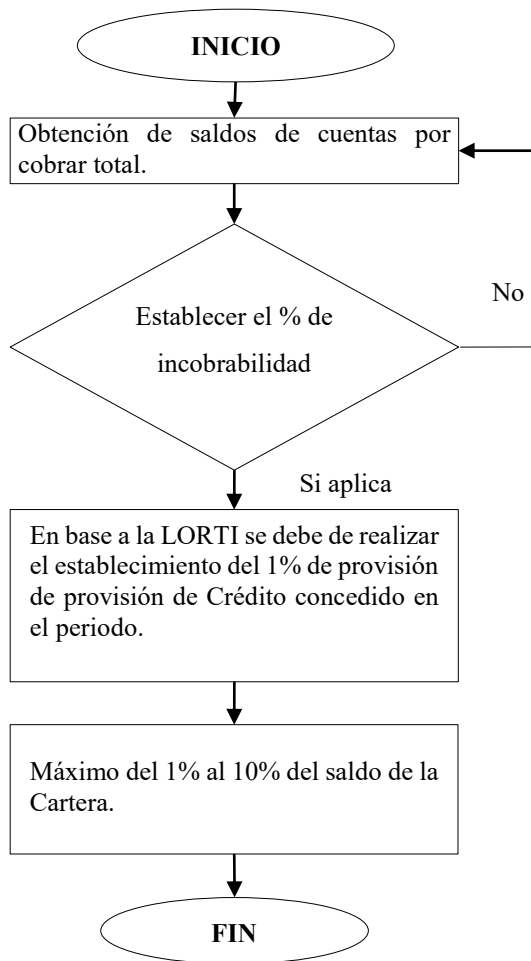 INICIO
Obtención de saldos de cuentas por
cobrar total.
No
Establecer el % de
incobrabilidad
Si aplica
En base a la LORTI se debe de realizar
el establecimiento del 1% de provisión
de provisión de Crédito concedido en
el periodo.
Máximo del 1% al 10% del saldo de la
Cartera.
FIN